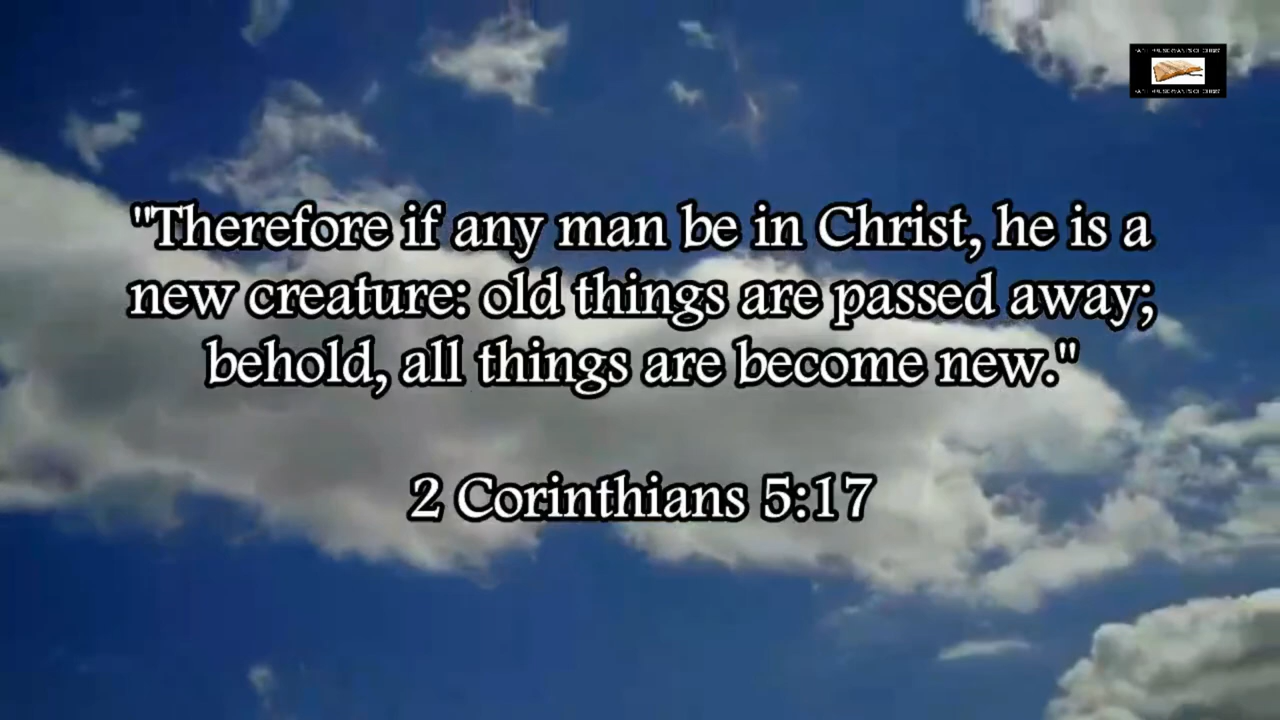 "Therefore if any man be in Christ, he is a
new creature: old things are passed away;
behold, all things are become new."
2 Corinthians 5:17